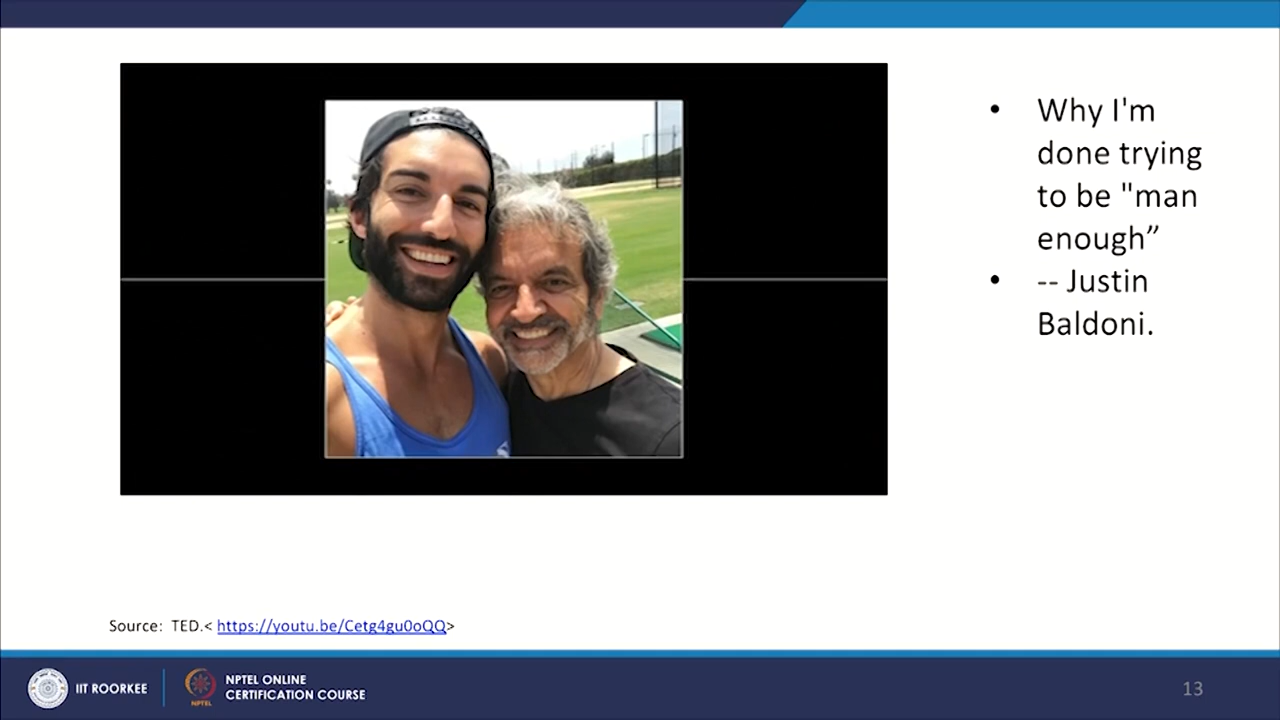 • Why I'm
done trying
to be "man
enough”
• -- Justin
Baldoni.
Source: TED.< https://youtu.be/Cetg4gu0oQQ>
IIT ROORKEE
NPTEL
NPTEL ONLINE
CERTIFICATION COURSE
13